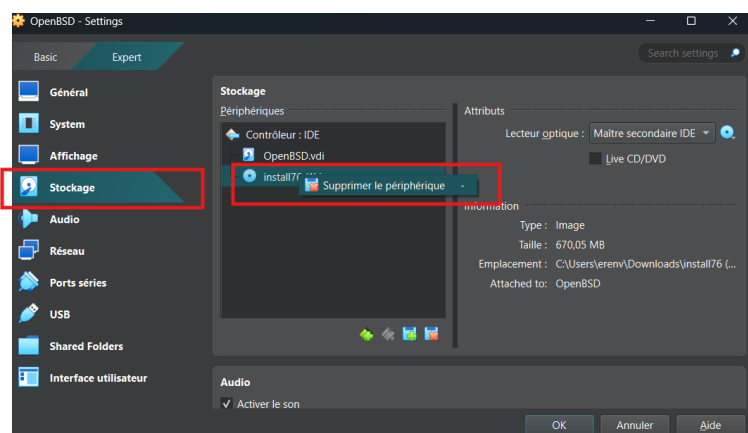 OpenBSD - Settings
Basic Expert Search settings
Général
System
Affichage
Stockage
Audio
Réseau
Ports séries
USB
Shared Folders
Interface utilisateur
Stockage
Périphériques
Contrôleur : IDE
OpenBSD.vdi
install76
Supprimer le périphérique -
Attributs
Lecteur optique : Maître secondaire IDE
Live CD/DVD
Information
Type : Image
Taille : 670,05 MB
Emplacement : C:\Users\erenv\Downloads\install76 (...
Attached to: OpenBSD
Audio
Activer le son
OK Annuler Aide